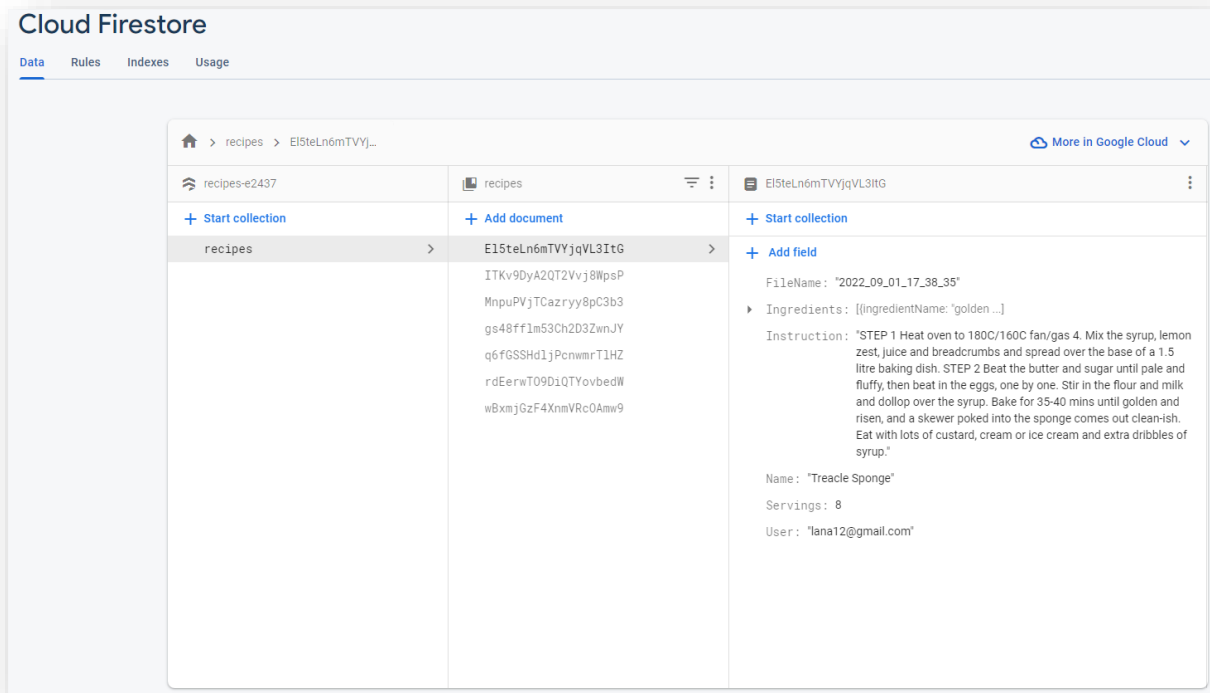 Cloud Firestore
Data Rules Indexes Usage
recipes El5teLn6mTVYj...
More in Google Cloud
recipes-e2437
recipes
El5teLn6mTVYjqVL3ItG
Start collection
Add document
Start collection
recipes
El5teLn6mTVYjqVL3ItG
ITKv9DyA2QT2Vvj8WpsP
MnpuPVjTCazryy8pC3b3
gs48fflm53Ch2D3ZwnJY
q6fGSSHdljPcnwmrTlHZ
rdEerwTO9DiQTYovbedW
wBxmjGzF4XnmVRcOAmw9
Add field
FileName: "2022_09_01_17_38_35"
Ingredients: [{ingredientName: "golden ...]
Instruction: "STEP 1 Heat oven to 180C/160C fan/gas 4. Mix the syrup, lemon
zest, juice and breadcrumbs and spread over the base of a 1.5
litre baking dish. STEP 2 Beat the butter and sugar until pale and
fluffy, then beat in the eggs, one by one. Stir in the flour and milk
and dollop over the syrup. Bake for 35-40 mins until golden and
risen, and a skewer poked into the sponge comes out clean-ish.
Eat with lots of custard, cream or ice cream and extra dribbles of
syrup."
Name: "Treacle Sponge"
Servings: 8
User: "lana12@gmail.com"